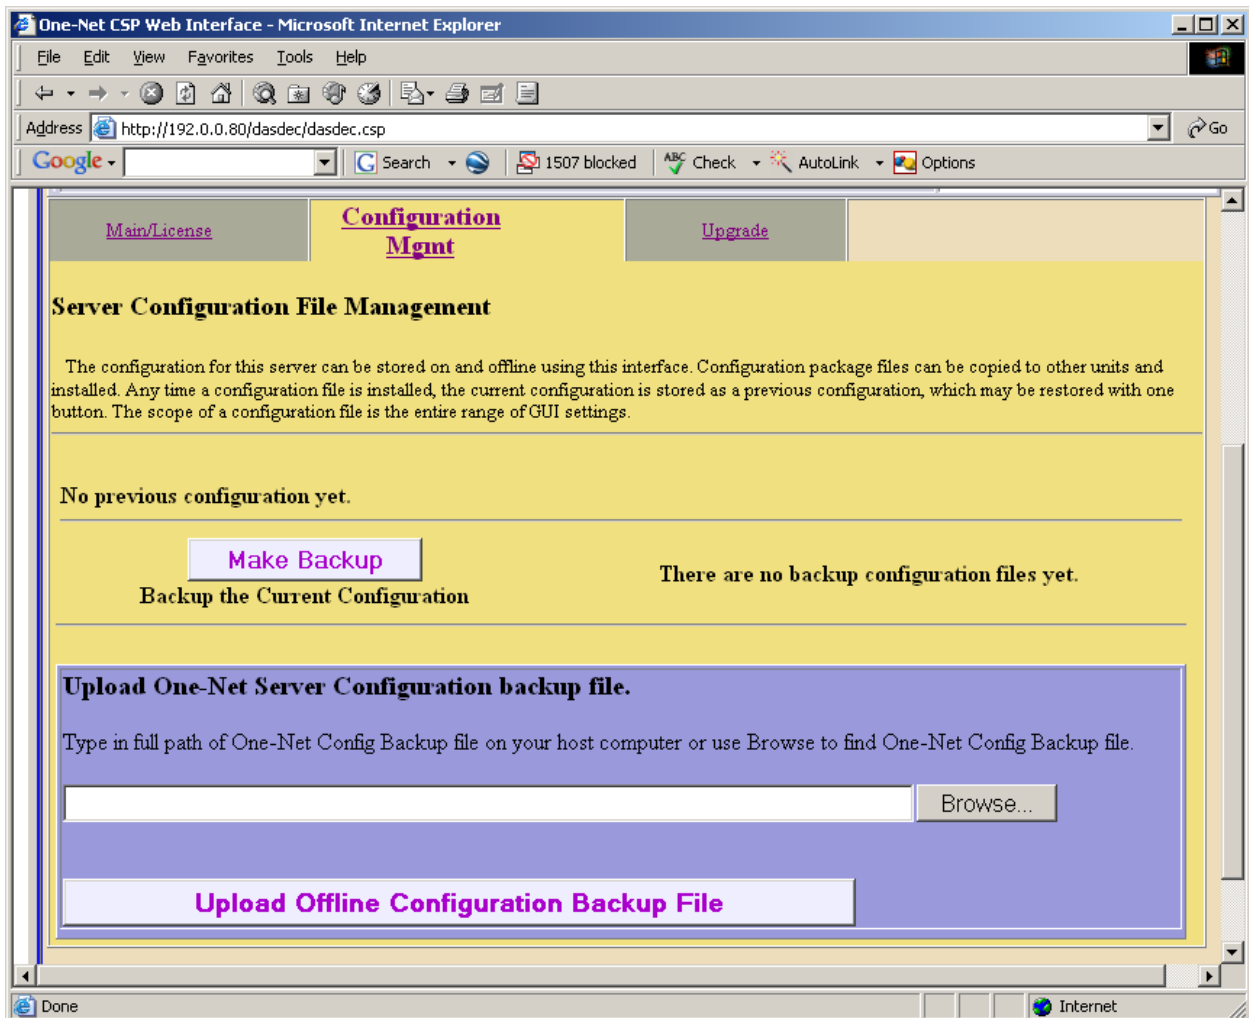 One-Net CSP Web Interface - Microsoft Internet Explorer
File Edit View Favorites Tools Help
Address http://192.0.0.80/dasdec/dasdec.csp Go
Google G Search 1507 blocked ABC Check AutoLink Options
Main/License Configuration Mgmt Upgrade
Server Configuration File Management
The configuration for this server can be stored on and offline using this interface. Configuration package files can be copied to other units and
installed. Any time a configuration file is installed, the current configuration is stored as a previous configuration, which may be restored with one
button. The scope of a configuration file is the entire range of GUI settings.
No previous configuration yet.
Make Backup
Backup the Current Configuration
There are no backup configuration files yet.
Upload One-Net Server Configuration backup file.
Type in full path of One-Net Config Backup file on your host computer or use Browse to find One-Net Config Backup file.
Browse...
Upload Offline Configuration Backup File
Done Internet